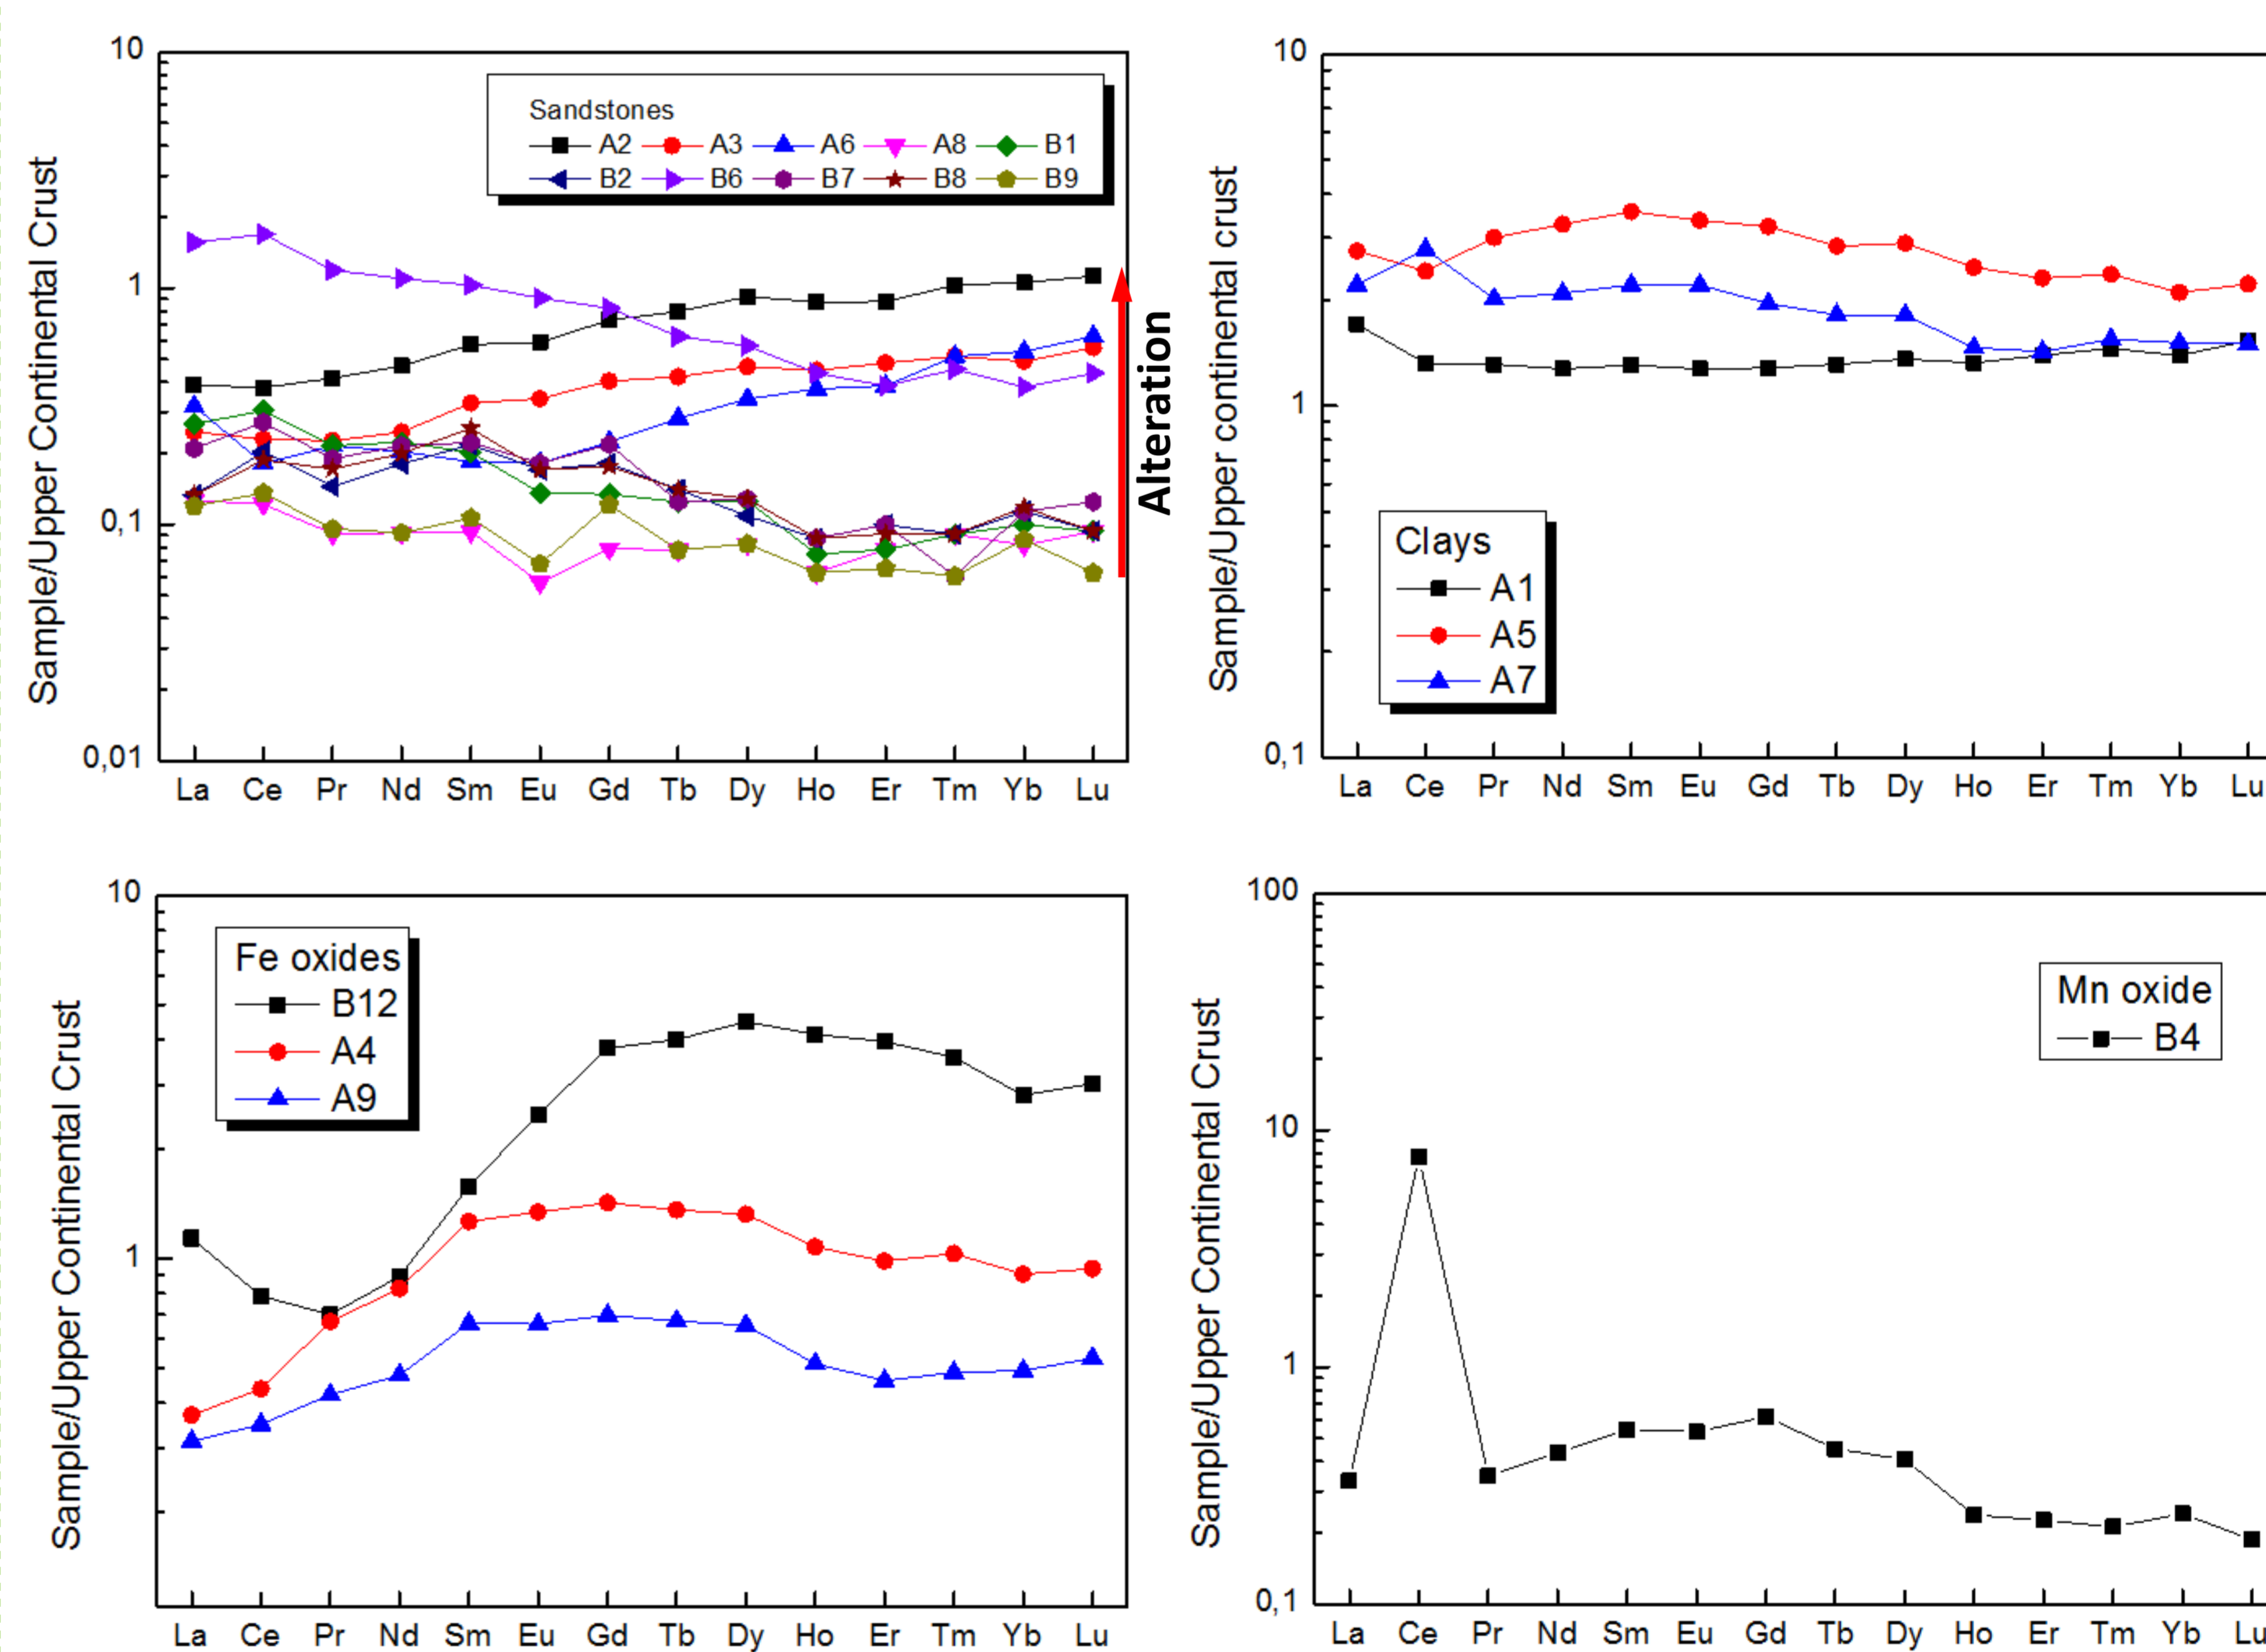 Sample/Upper Continental Crust
10
1
0,1
0,01
Sandstones
A2 A3 A6 A8 B1
B2 B6 B7 B8 B9
Alteration
La Ce Pr Nd Sm Eu Gd Tb Dy Ho Er Tm Yb Lu
Sample/Upper continental crust
10
1
0,1
Clays
A1
A5
A7
La Ce Pr Nd Sm Eu Gd Tb Dy Ho Er Tm Yb Lu
Sample/Upper Continental Crust
10
1
Fe oxides
B12
A4
A9
La Ce Pr Nd Sm Eu Gd Tb Dy Ho Er Tm Yb Lu
Sample/Upper Continental Crust
100
10
1
0,1
Mn oxide
B4
La Ce Pr Nd Sm Eu Gd Tb Dy Ho Er Tm Yb Lu